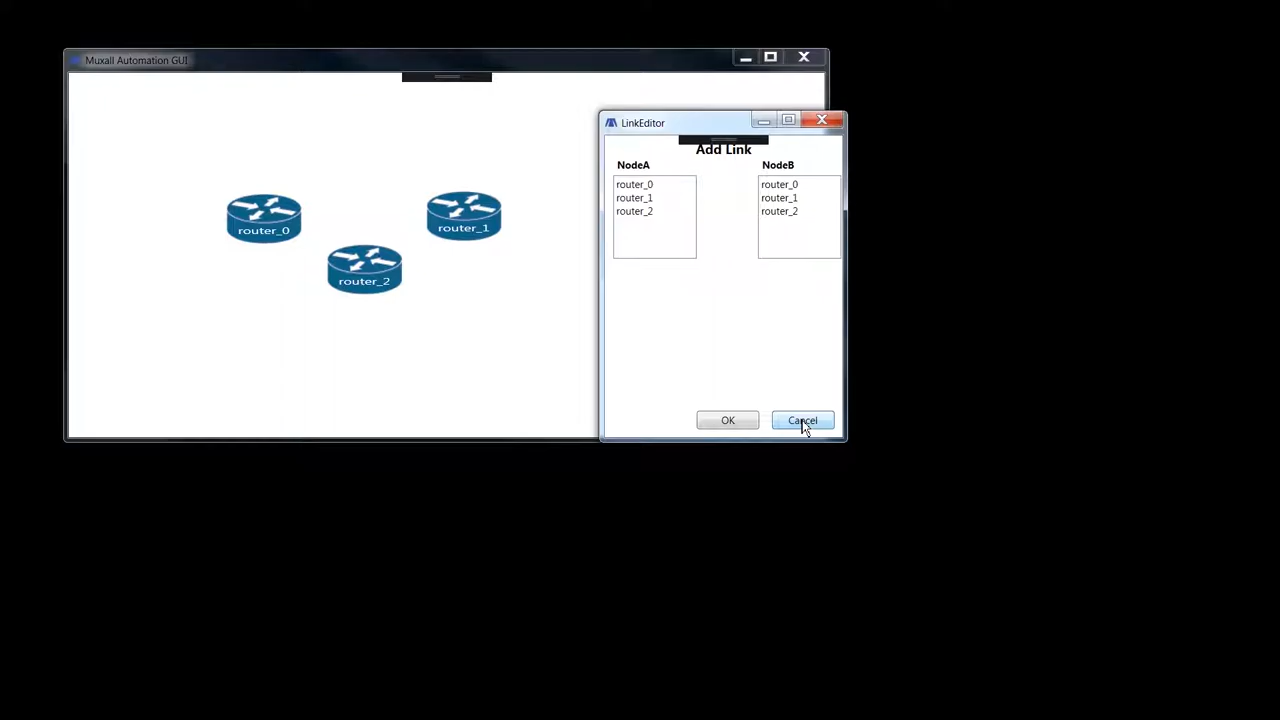 Muxall Automation GUI
LinkEditor
Add Link
NodeA
NodeB
router_0
router_1
router_2
router_0
router_1
router_2
router_0
router_1
router_2
OK
Cancel